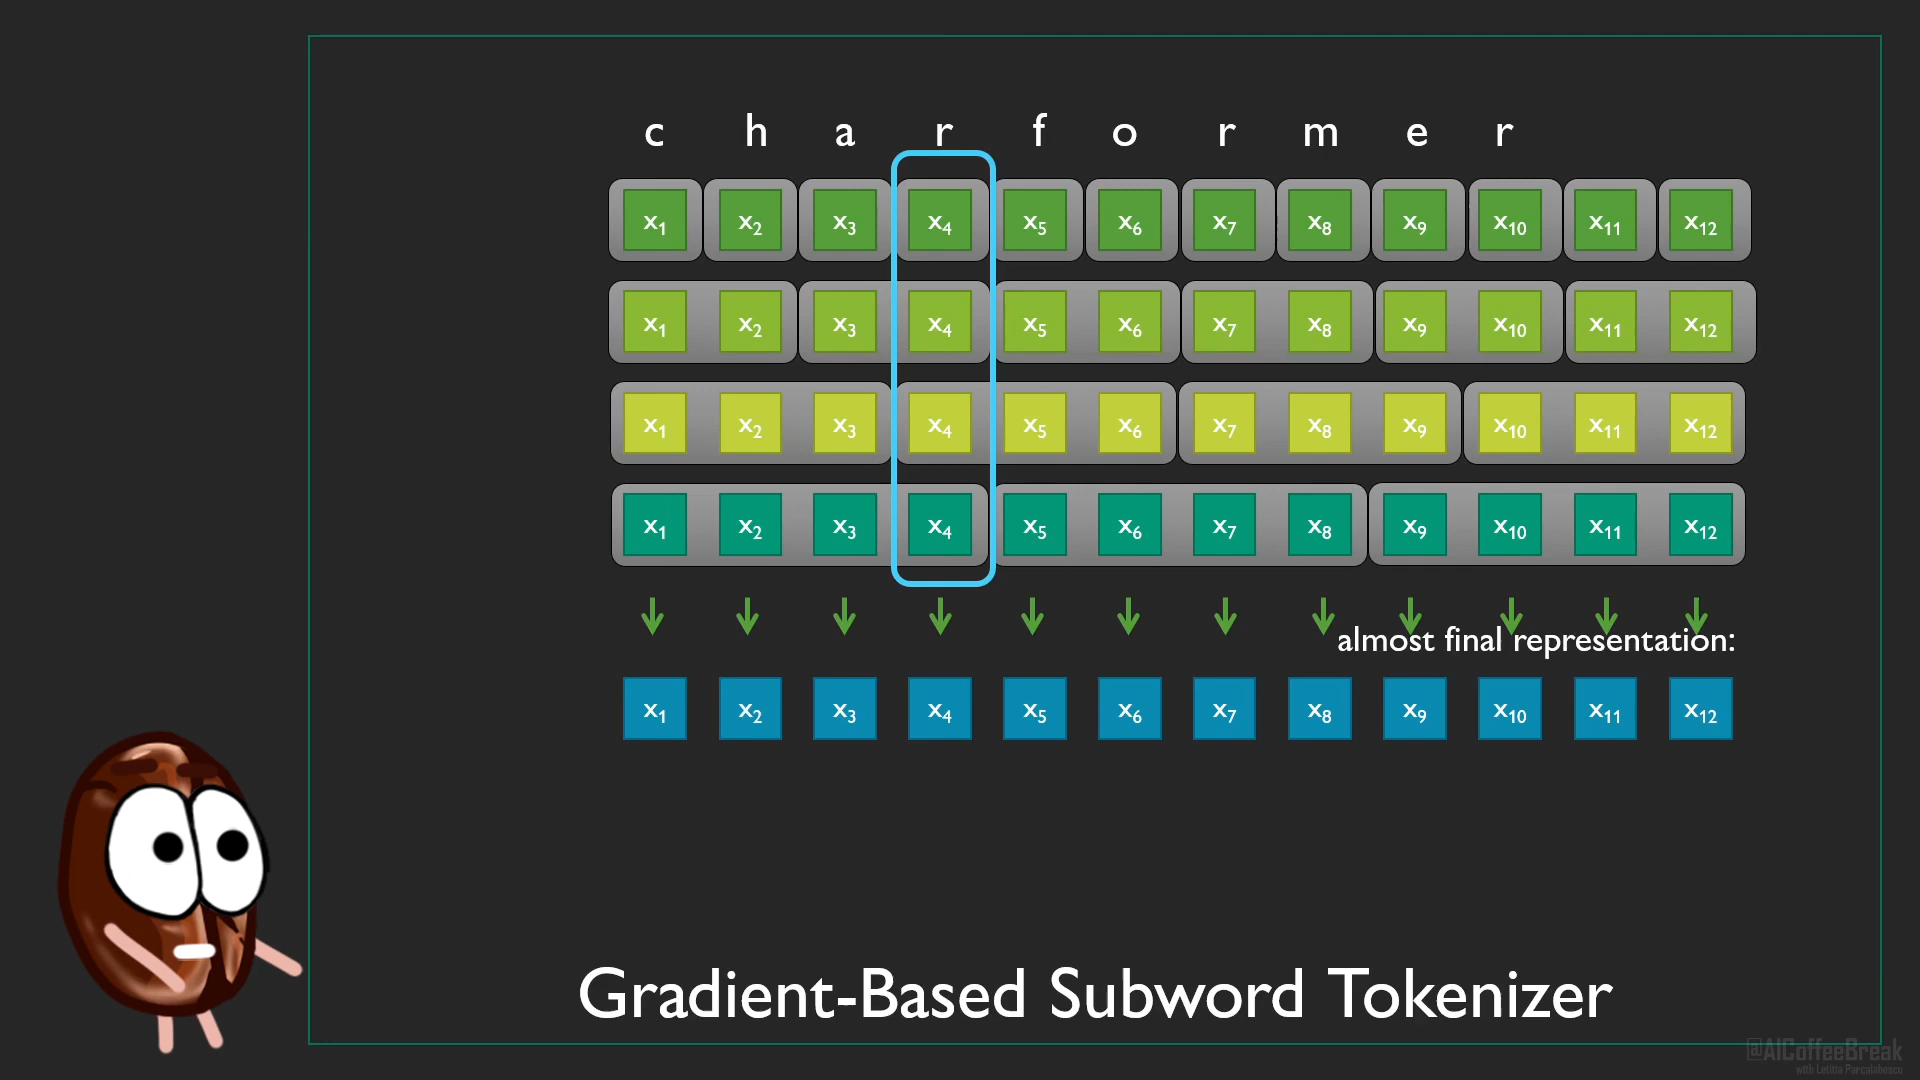 c h a r f o r m e r
x1 x2 x3 x4 x5 x6 x7 x8 x9 x10 x11 x12
x1 x2 x3 x4 x5 x6 x7 x8 x9 x10 x11 x12
x1 x2 x3 x4 x5 x6 x7 x8 x9 x10 x11 x12
x1 x2 x3 x4 x5 x6 x7 x8 x9 x10 x11 x12
almost final representation:
x1 x2 x3 x4 x5 x6 x7 x8 x9 x10 x11 x12
Gradient-Based Subword Tokenizer
@AICoffeeBreak
with Letitia Parcalabescu